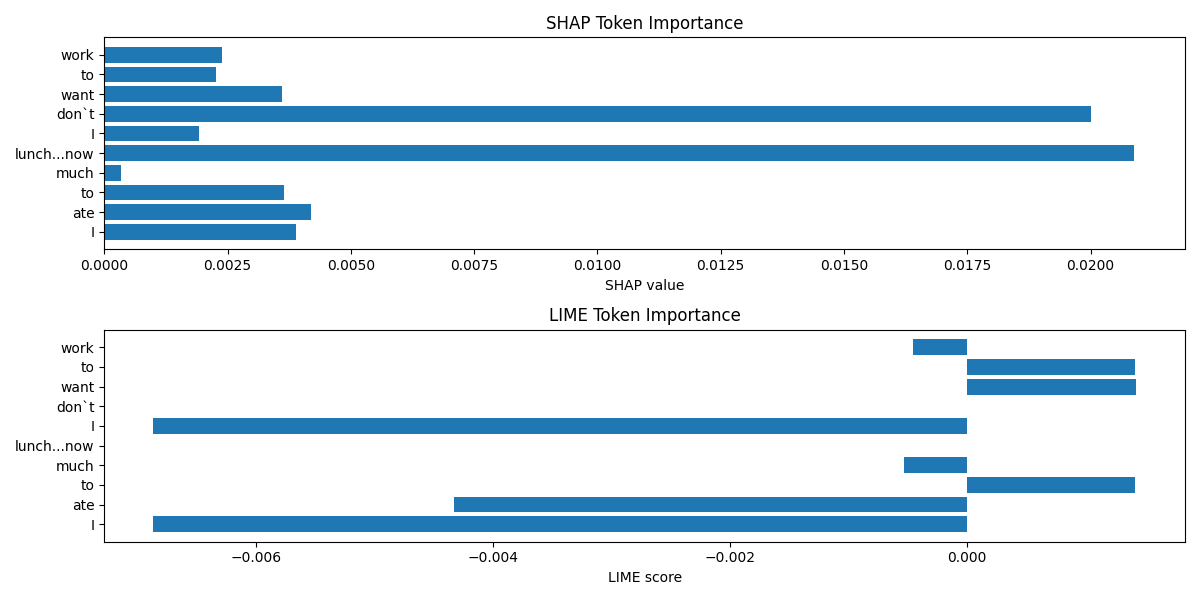 SHAP Token Importance
work
to
want
don`t
I
lunch...now
much
to
ate
I
0.0000 0.0025 0.0050 0.0075 0.0100 0.0125 0.0150 0.0175 0.0200
SHAP value
LIME Token Importance
work
to
want
don`t
I
lunch...now
much
to
ate
I
−0.006 −0.004 −0.002 0.000
LIME score